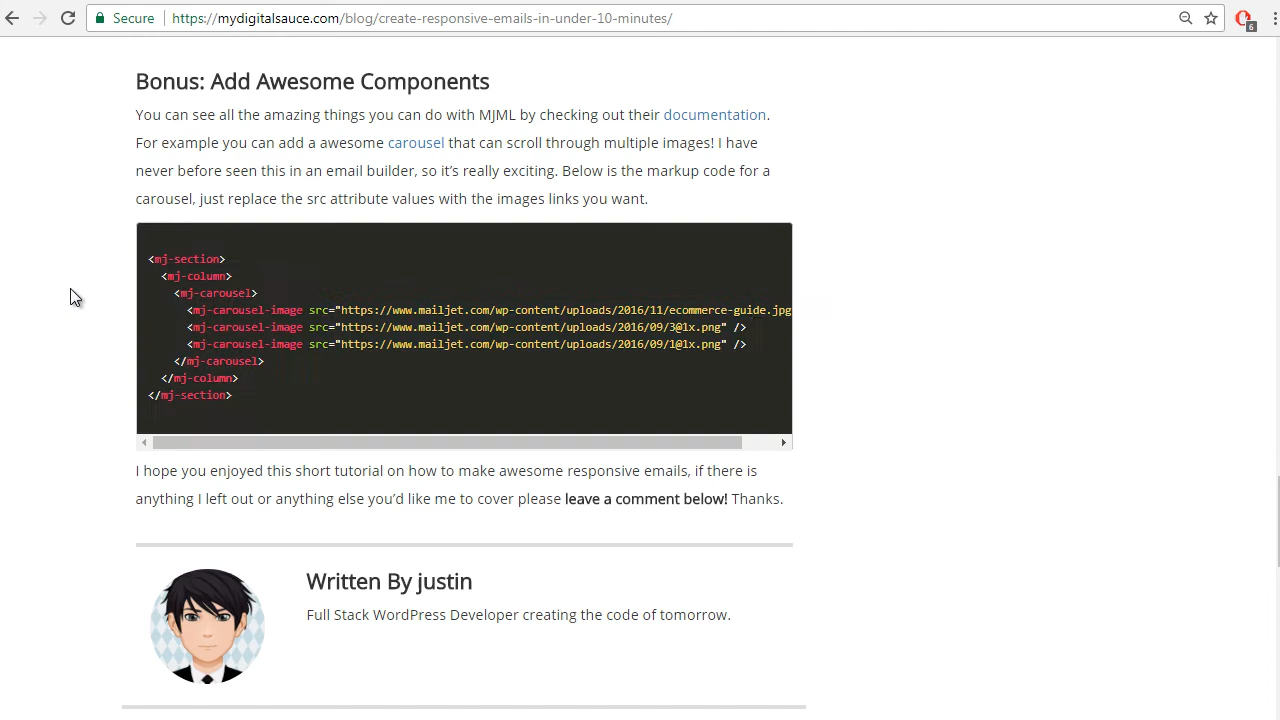 Secure https://mydigitalsauce.com/blog/create-responsive-emails-in-under-10-minutes/
6
Bonus: Add Awesome Components
You can see all the amazing things you can do with MJML by checking out their documentation.
For example you can add a awesome carousel that can scroll through multiple images! I have
never before seen this in an email builder, so it’s really exciting. Below is the markup code for a
carousel, just replace the src attribute values with the images links you want.
<mj-section>
<mj-column>
<mj-carousel>
<mj-carousel-image src="https://www.mailjet.com/wp-content/uploads/2016/11/ecommerce-guide.jpg
<mj-carousel-image src="https://www.mailjet.com/wp-content/uploads/2016/09/3@1x.png" />
<mj-carousel-image src="https://www.mailjet.com/wp-content/uploads/2016/09/1@1x.png" />
</mj-carousel>
</mj-column>
</mj-section>
I hope you enjoyed this short tutorial on how to make awesome responsive emails, if there is
anything I left out or anything else you’d like me to cover please leave a comment below! Thanks.
Written By justin
Full Stack WordPress Developer creating the code of tomorrow.